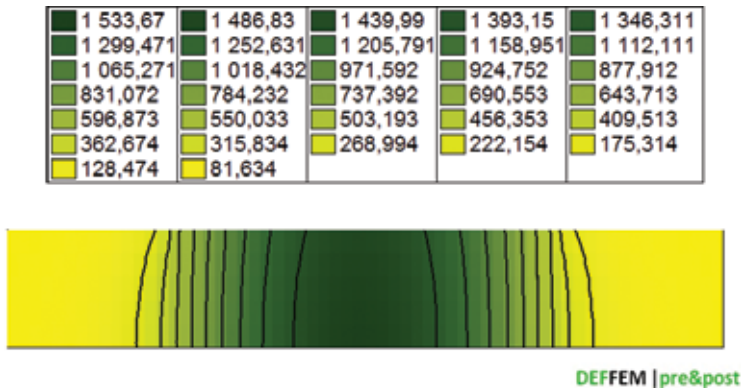 1 533,67 1 486,83 1 439,99 1 393,15 1 346,311
1 299,471 1 252,631 1 205,791 1 158,951 1 112,111
1 065,271 1 018,432 971,592 924,752 877,912
831,072 784,232 737,392 690,553 643,713
596,873 550,033 503,193 456,353 409,513
362,674 315,834 268,994 222,154 175,314
128,474 81,634
DEFFEM |pre&post